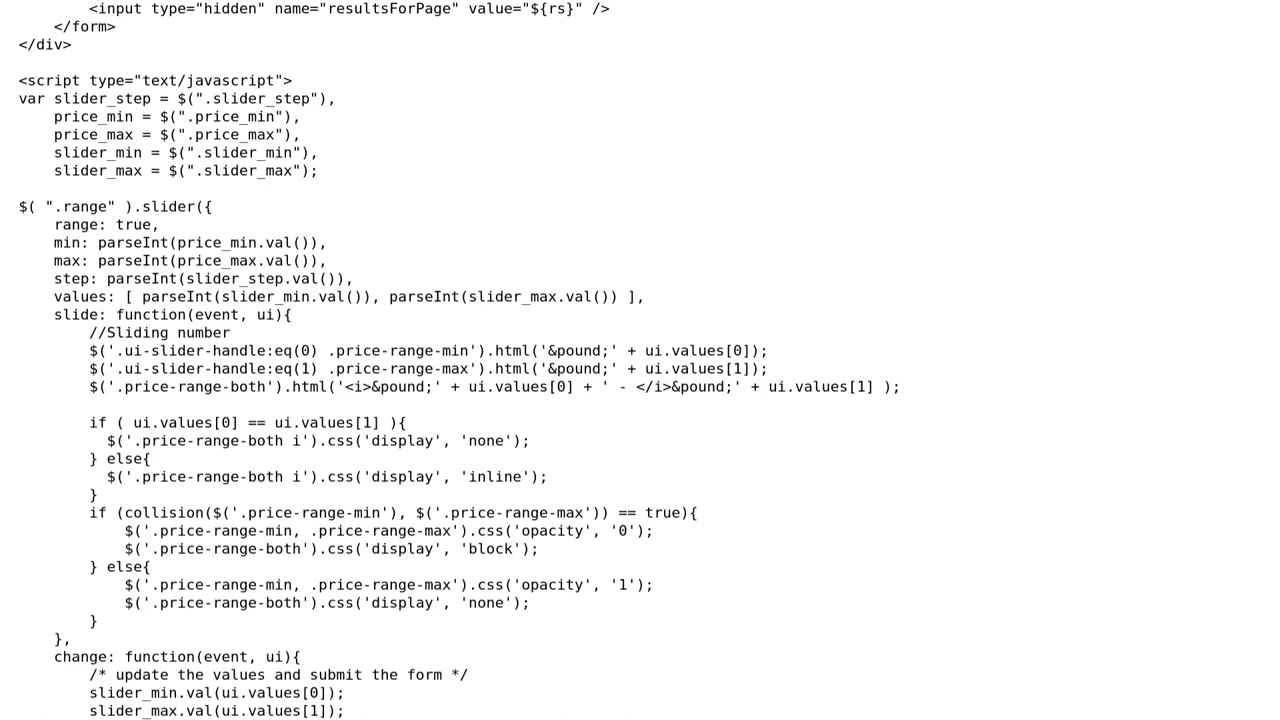 <input type="hidden" name="resultsForPage" value="${rs}" />
</form>
</div>
<script type="text/javascript">
var slider_step = $(".slider_step"),
price_min = $(".price_min"),
price_max = $(".price_max"),
slider_min = $(".slider_min"),
slider_max = $(".slider_max");
$( ".range" ).slider({
range: true,
min: parseInt(price_min.val()),
max: parseInt(price_max.val()),
step: parseInt(slider_step.val()),
values: [ parseInt(slider_min.val()), parseInt(slider_max.val()) ],
slide: function(event, ui){
//Sliding number
$('.ui-slider-handle:eq(0) .price-range-min').html('&pound;' + ui.values[0]);
$('.ui-slider-handle:eq(1) .price-range-max').html('&pound;' + ui.values[1]);
$('.price-range-both').html('<i>&pound;' + ui.values[0] + ' - </i>&pound;' + ui.values[1] );
if ( ui.values[0] == ui.values[1] ){
$('.price-range-both i').css('display', 'none');
} else{
$('.price-range-both i').css('display', 'inline');
}
if (collision($('.price-range-min'), $('.price-range-max')) == true){
$('.price-range-min, .price-range-max').css('opacity', '0');
$('.price-range-both').css('display', 'block');
} else{
$('.price-range-min, .price-range-max').css('opacity', '1');
$('.price-range-both').css('display', 'none');
}
},
change: function(event, ui){
/* update the values and submit the form */
slider_min.val(ui.values[0]);
slider_max.val(ui.values[1]);